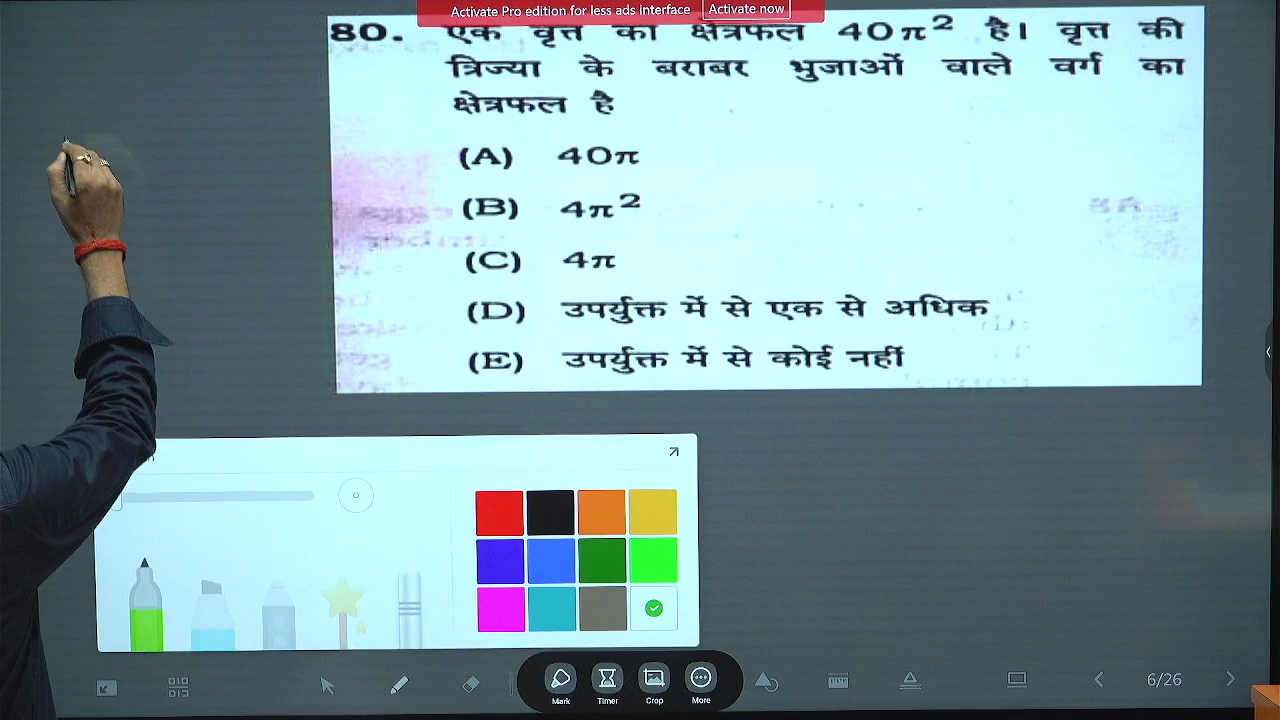 Activate Pro edition for less ads interface Activate now
80. एक वृत्त का क्षेत्रफल 40π² है। वृत्त की
त्रिज्या के बराबर भुजाओं वाले वर्ग का
क्षेत्रफल है
(A) 40π
(B) 4π²
(C) 4π
(D) उपर्युक्त में से एक से अधिक
(E) उपर्युक्त में से कोई नहीं
Mark Timer Crop More
6/26